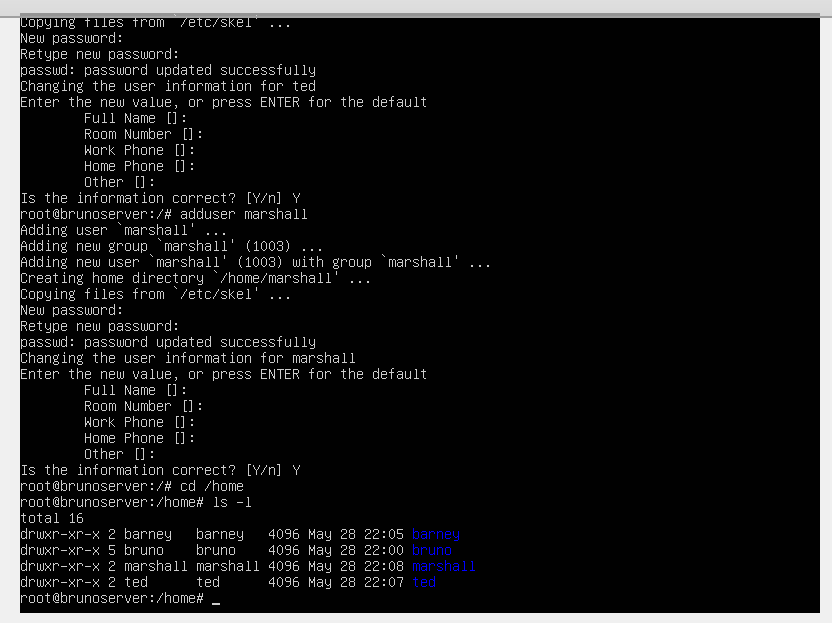 Copying files from `/etc/skel' ...
New password:
Retype new password:
passwd: password updated successfully
Changing the user information for ted
Enter the new value, or press ENTER for the default
        Full Name []:
        Room Number []:
        Work Phone []:
        Home Phone []:
        Other []:
Is the information correct? [Y/n] Y
root@brunoserver:/# adduser marshall
Adding user `marshall' ...
Adding new group `marshall' (1003) ...
Adding new user `marshall' (1003) with group `marshall' ...
Creating home directory `/home/marshall' ...
Copying files from `/etc/skel' ...
New password:
Retype new password:
passwd: password updated successfully
Changing the user information for marshall
Enter the new value, or press ENTER for the default
        Full Name []:
        Room Number []:
        Work Phone []:
        Home Phone []:
        Other []:
Is the information correct? [Y/n] Y
root@brunoserver:/# cd /home
root@brunoserver:/home# ls -l
total 16
drwxr-xr-x 2 barney   barney   4096 May 28 22:05 barney
drwxr-xr-x 5 bruno    bruno    4096 May 28 22:00 bruno
drwxr-xr-x 2 marshall marshall 4096 May 28 22:08 marshall
drwxr-xr-x 2 ted      ted      4096 May 28 22:07 ted
root@brunoserver:/home# _